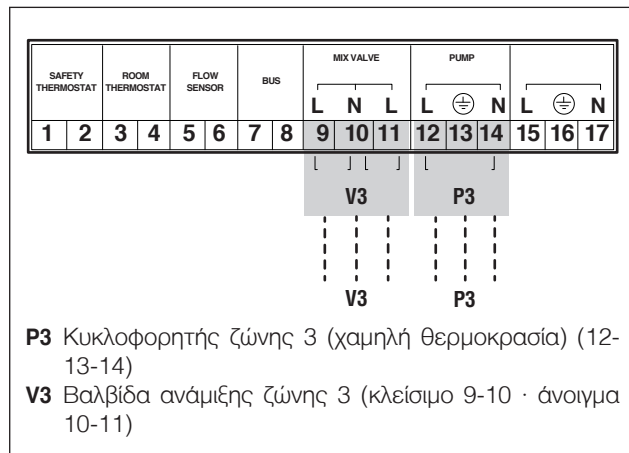 MIX VALVE PUMP
SAFETY THERMOSTAT ROOM THERMOSTAT FLOW SENSOR BUS
L N L L N L N
1 2 3 4 5 6 7 8 9 10 11 12 13 14 15 16 17
V3 P3
V3 P3
P3 Κυκλοφορητής ζώνης 3 (χαμηλή θερμοκρασία) (12-
13-14)
V3 Βαλβίδα ανάμιξης ζώνης 3 (κλείσιμο 9-10 · άνοιγμα
10-11)